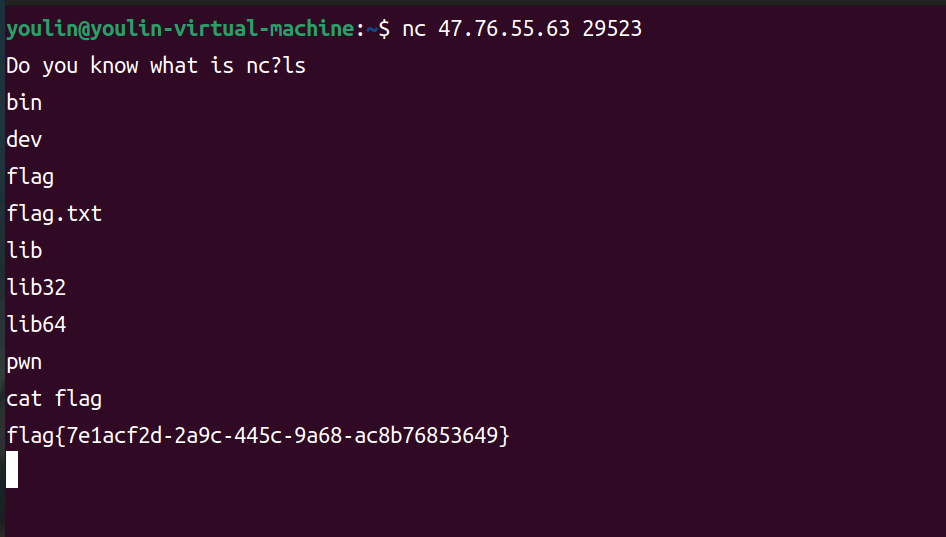 youlin@youlin-virtual-machine:~$ nc 47.76.55.63 29523
Do you know what is nc?ls
bin
dev
flag
flag.txt
lib
lib32
lib64
pwn
cat flag
flag{7e1acf2d-2a9c-445c-9a68-ac8b76853649}